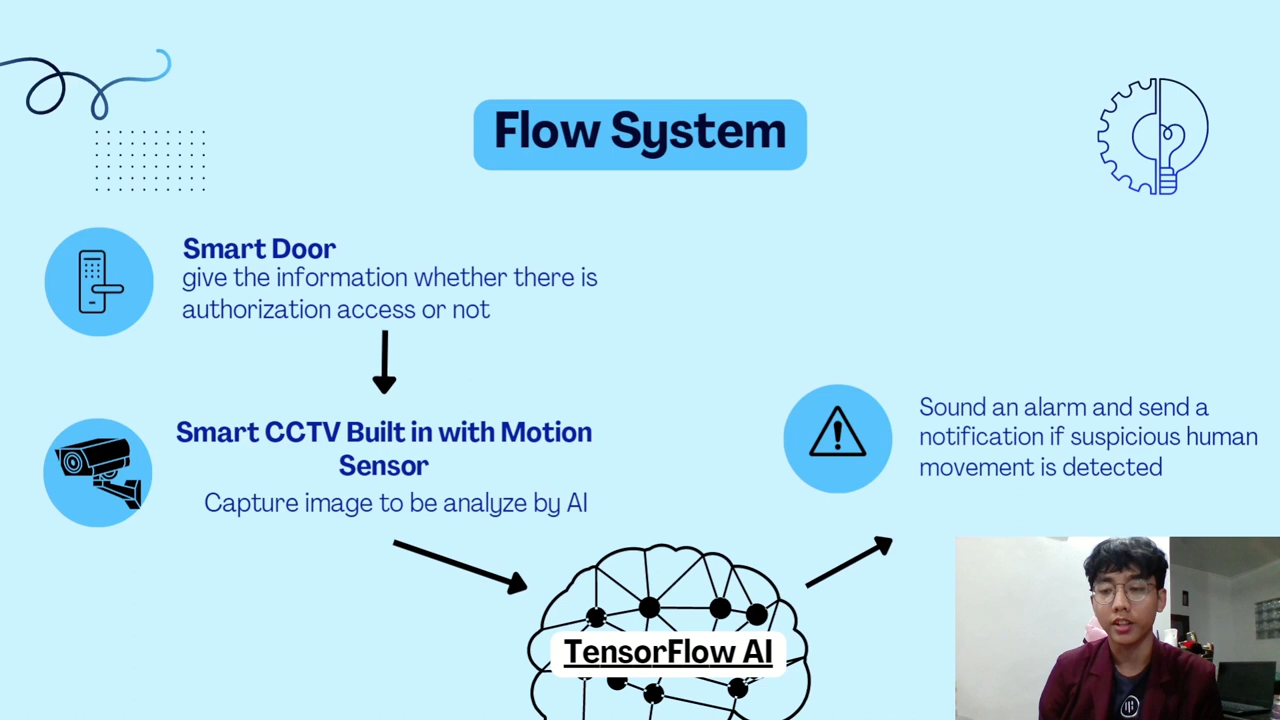 Flow System
Smart Door
give the information whether there is
authorization access or not
Smart CCTV Built in with Motion
Sensor
Capture image to be analyze by AI
Sound an alarm and send a
notification if suspicious human
movement is detected
TensorFlow AI